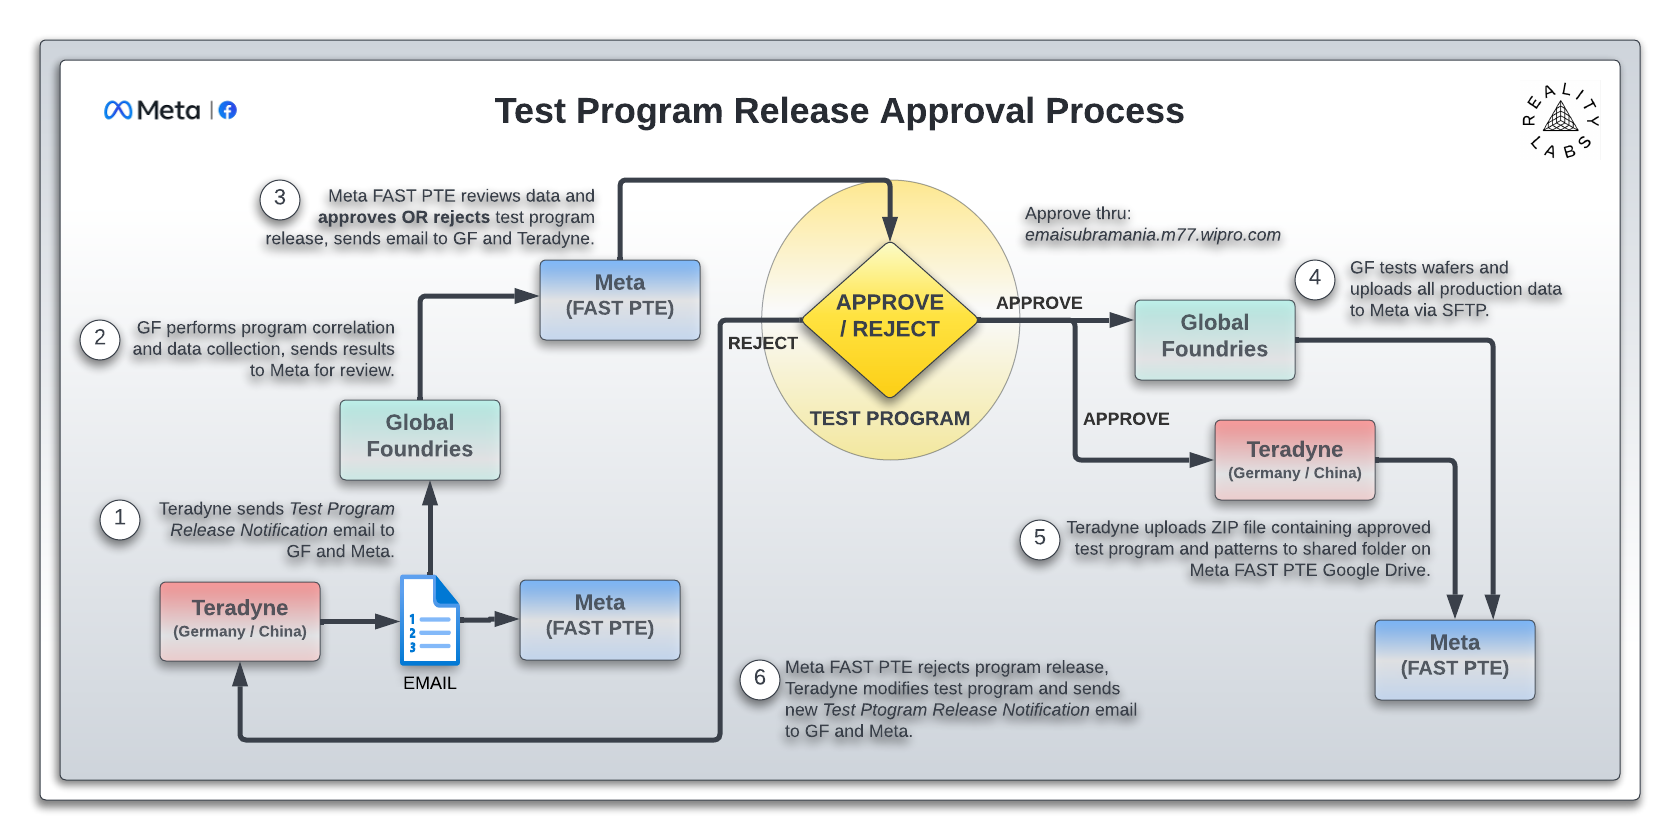 Meta
Test Program Release Approval Process
REALITY LABS
3
Meta FAST PTE reviews data and
approves OR rejects test program
release, sends email to GF and Teradyne.
Meta
(FAST PTE)
2
GF performs program correlation
and data collection, sends results
to Meta for review.
Global
Foundries
1
Teradyne sends Test Program
Release Notification email to
GF and Meta.
Teradyne
(Germany / China)
1
2
3
EMAIL
Meta
(FAST PTE)
APPROVE
/ REJECT
TEST PROGRAM
REJECT
APPROVE
Approve thru:
emaisubramania.m77.wipro.com
4
GF tests wafers and
uploads all production data
to Meta via SFTP.
Global
Foundries
APPROVE
Teradyne
(Germany / China)
5
Teradyne uploads ZIP file containing approved
test program and patterns to shared folder on
Meta FAST PTE Google Drive.
Meta
(FAST PTE)
6
Meta FAST PTE rejects program release,
Teradyne modifies test program and sends
new Test Ptogram Release Notification email
to GF and Meta.